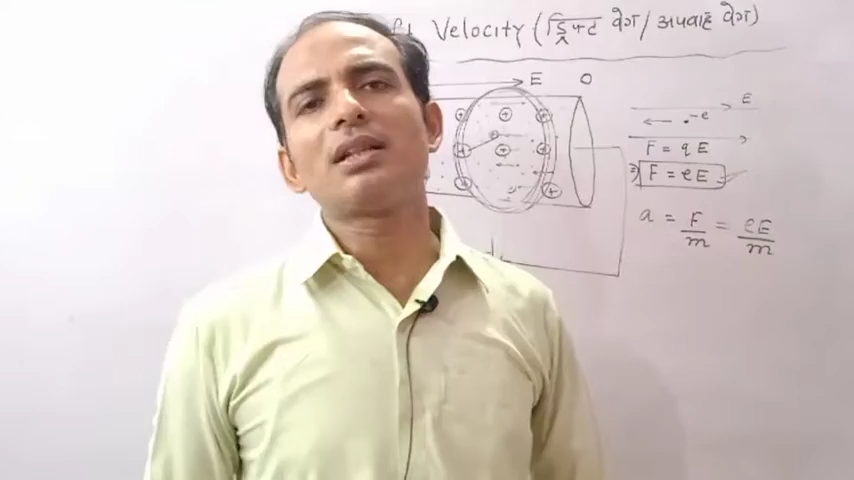 Velocity (ड्रिफ्ट वेग / अपवाह वेग)
E
E
-e
F = qE
⇒ F = eE
a = F/m = eE/m